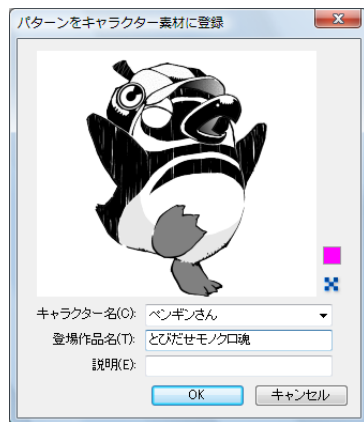 パターンをキャラクター素材に登録
キャラクター名(C): ペンギンさん
登場作品名(T): とびだせモノクロ魂
説明(E):
OK キャンセル